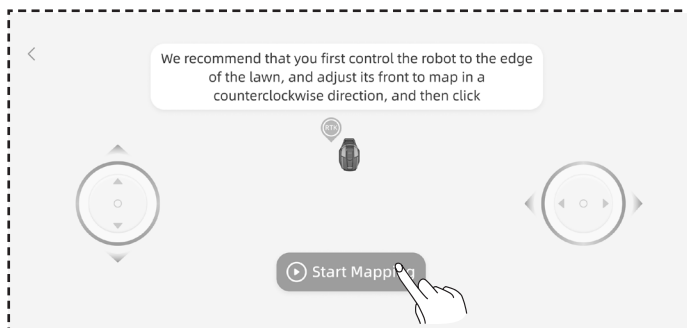 We recommend that you first control the robot to the edge
of the lawn, and adjust its front to map in a
counterclockwise direction, and then click
RTK
Start Mapping